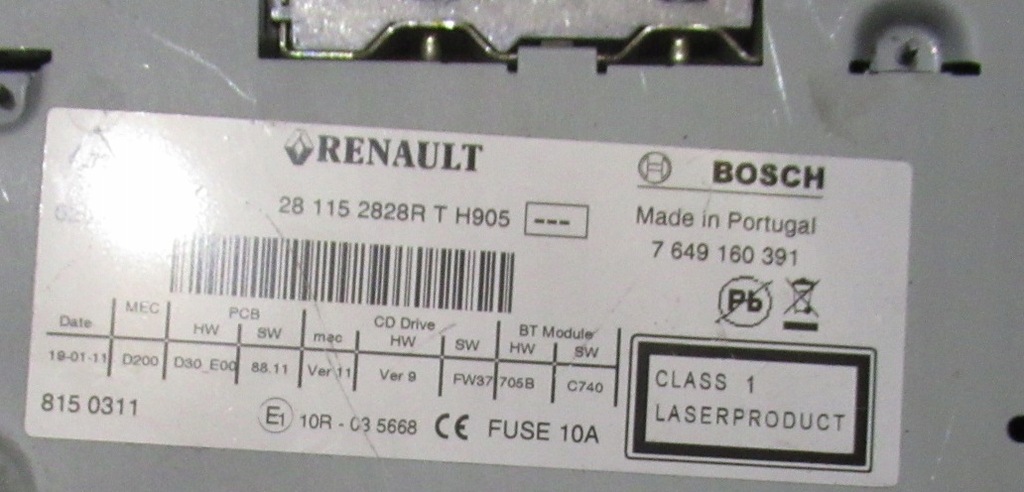 RENAULT
BOSCH
28 115 2828R T H905 ---
Made in Portugal
7 649 160 391
Pb
MEC PCB CD Drive BT Module
Date HW SW mec HW SW HW SW
19-01-11 D200 D30_E00 88.11 Ver 11 Ver 9 FW37 705B C740
815 0311
E1 10R - 03 5668 CE FUSE 10A
CLASS 1
LASERPRODUCT